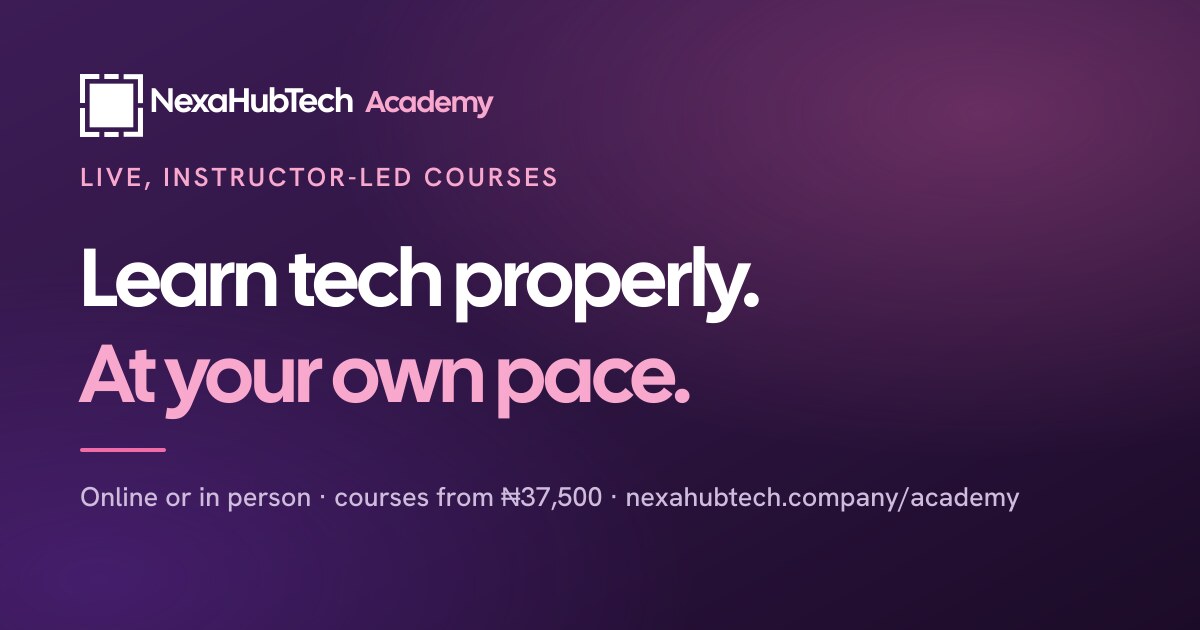 NexaHubTech Academy
LIVE, INSTRUCTOR-LED COURSES
Learn tech properly.
At your own pace.
Online or in person · courses from ₦37,500 · nexahubtech.company/academy